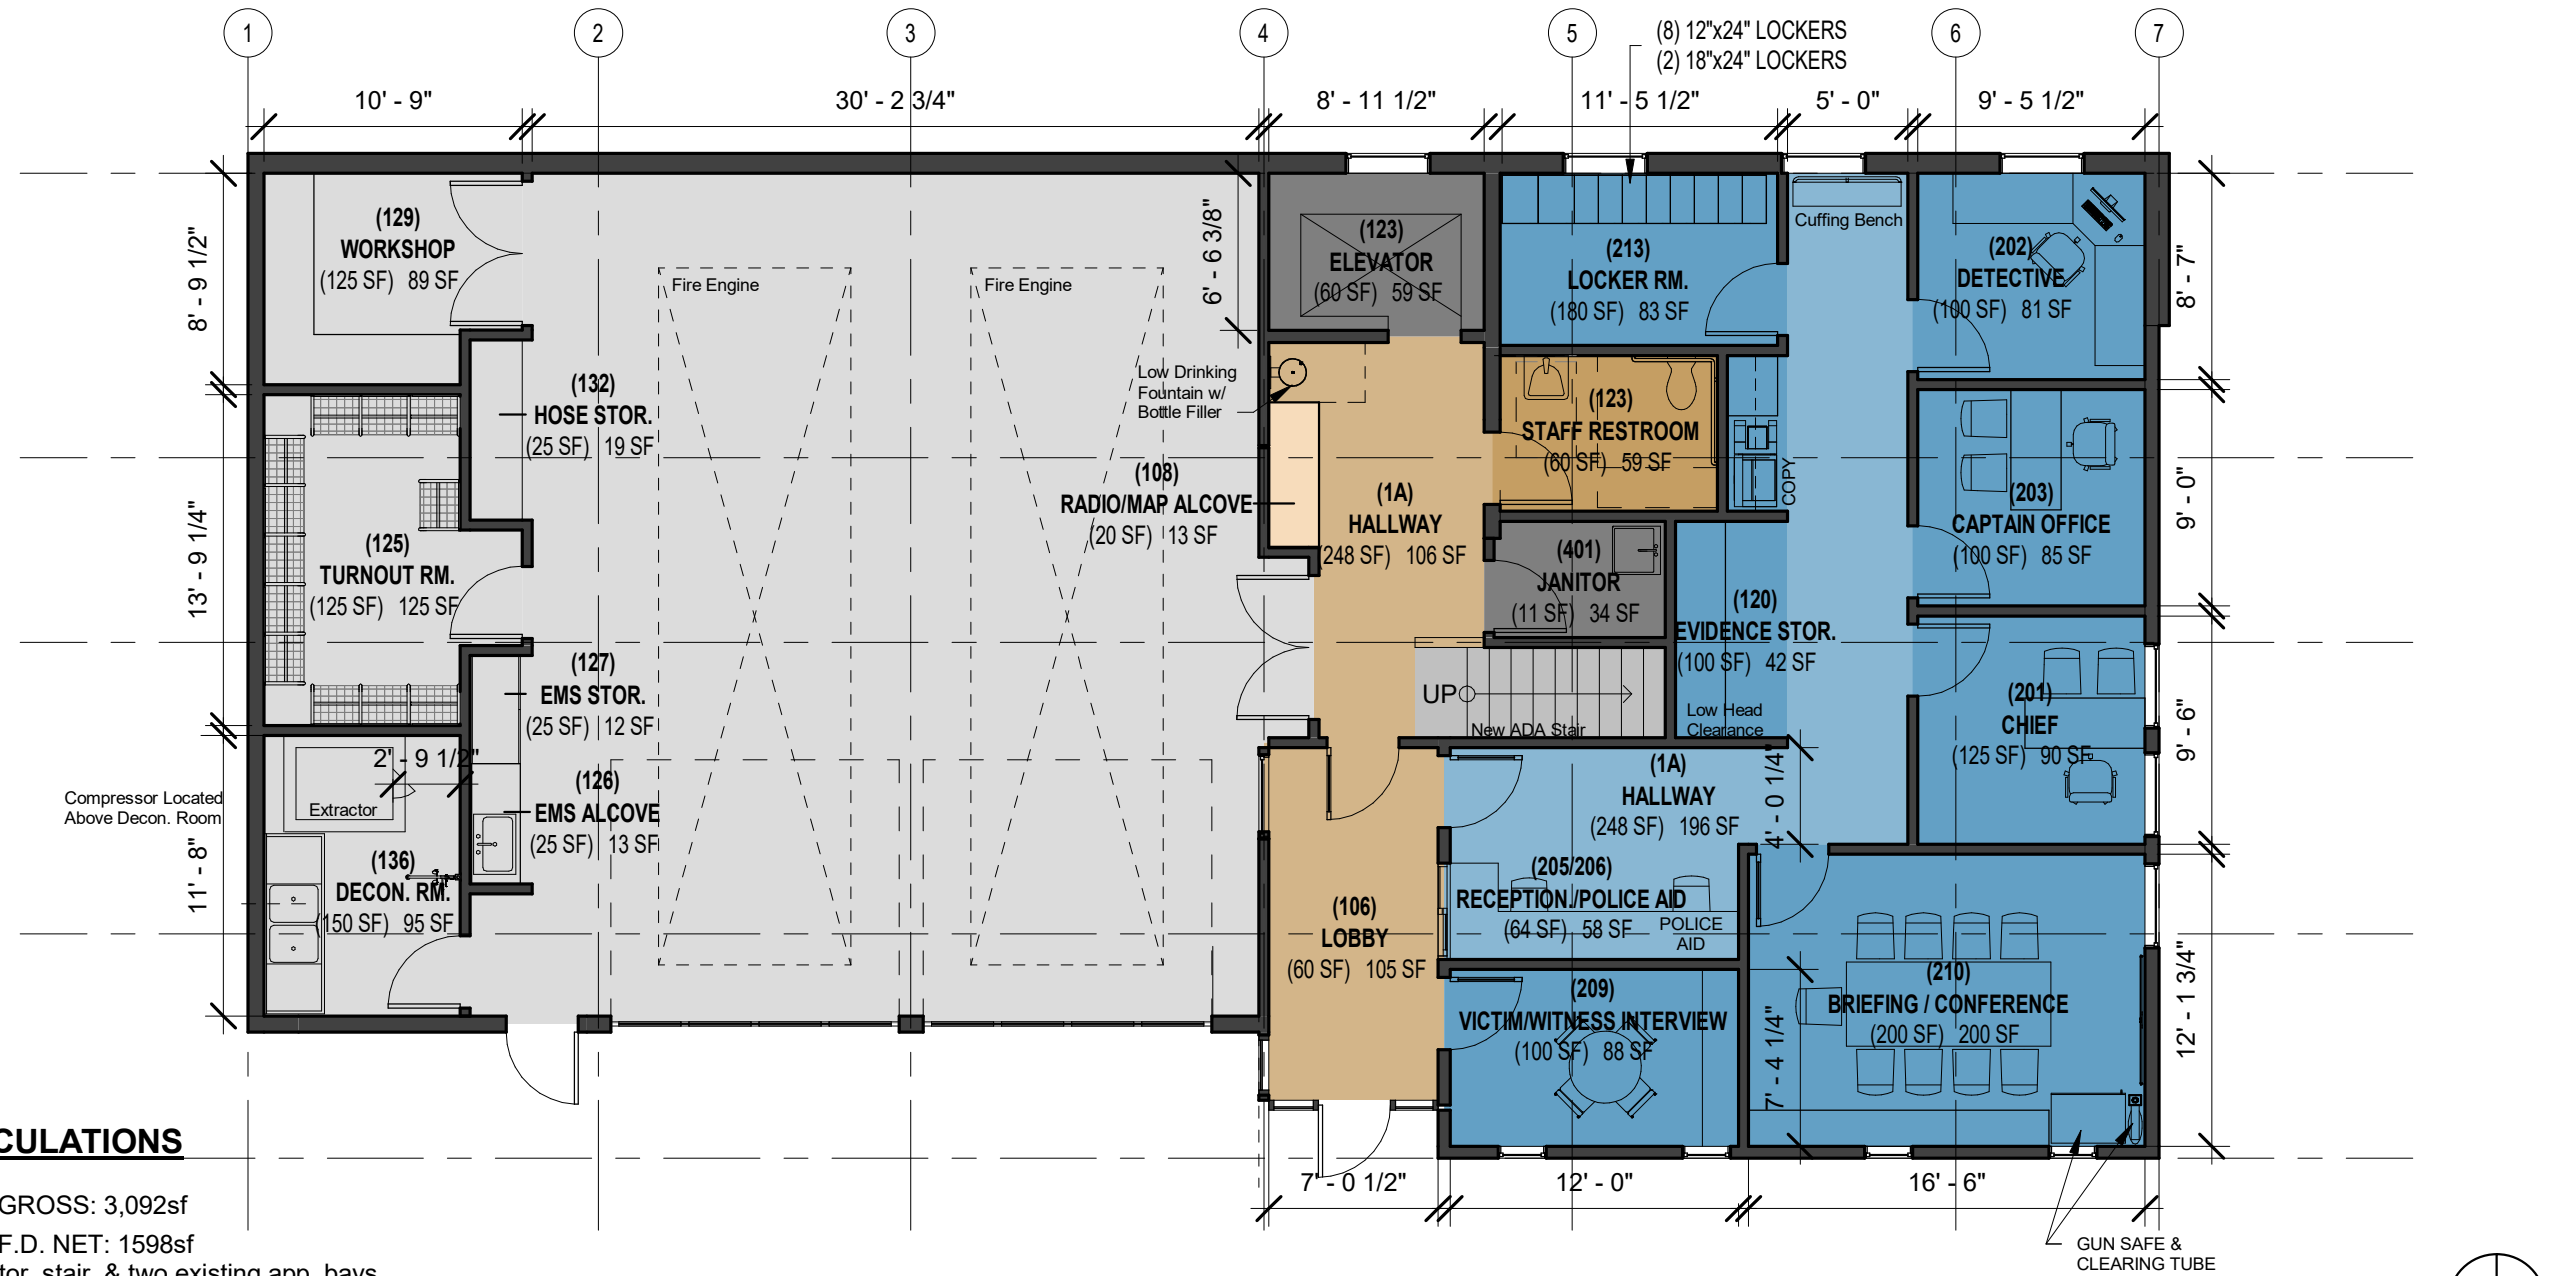 1
2
3
4
5
6
7
(8) 12"x24" LOCKERS
(2) 18"x24" LOCKERS
10' - 9"
30' - 2 3/4"
8' - 11 1/2"
11' - 5 1/2"
5' - 0"
9' - 5 1/2"
8' - 9 1/2"
13' - 9 1/4"
11' - 8"
(129)
WORKSHOP
(125 SF) 89 SF
(132)
HOSE STOR.
(25 SF) 19 SF
(125)
TURNOUT RM.
(125 SF) 125 SF
(127)
EMS STOR.
(25 SF) 12 SF
(126)
EMS ALCOVE
(25 SF) 13 SF
2' - 9 1/2"
Extractor
Compressor Located
Above Decon. Room
(136)
DECON. RM.
(150 SF) 95 SF
Fire Engine
Fire Engine
6' - 6 3/8"
Low Drinking
Fountain w/
Bottle Filler
(108)
RADIO/MAP ALCOVE
(20 SF) 13 SF
(123)
ELEVATOR
(60 SF) 59 SF
(1A)
HALLWAY
(248 SF) 106 SF
(213)
LOCKER RM.
(180 SF) 83 SF
(123)
STAFF RESTROOM
(60 SF) 59 SF
COPY
(401)
JANITOR
(11 SF) 34 SF
UP
New ADA Stair
(120)
EVIDENCE STOR.
(100 SF) 42 SF
Low Head
Clearance
Cuffing Bench
(202)
DETECTIVE
(100 SF) 81 SF
(203)
CAPTAIN OFFICE
(100 SF) 85 SF
(201)
CHIEF
(125 SF) 90 SF
8' - 7"
9' - 0"
9' - 6"
12' - 1 3/4"
(1A)
HALLWAY
(248 SF) 196 SF
4' - 0 1/4"
(205/206)
RECEPTION./POLICE AID
(64 SF) 58 SF
POLICE
AID
(106)
LOBBY
(60 SF) 105 SF
(209)
VICTIM/WITNESS INTERVIEW
(100 SF) 88 SF
7' - 4 1/4"
(210)
BRIEFING / CONFERENCE
(200 SF) 200 SF
7' - 0 1/2"
12' - 0"
16' - 6"
GUN SAFE &
CLEARING TUBE
CULATIONS
GROSS: 3,092sf
F.D. NET: 1598sf
tor, stair, & two existing app. bays